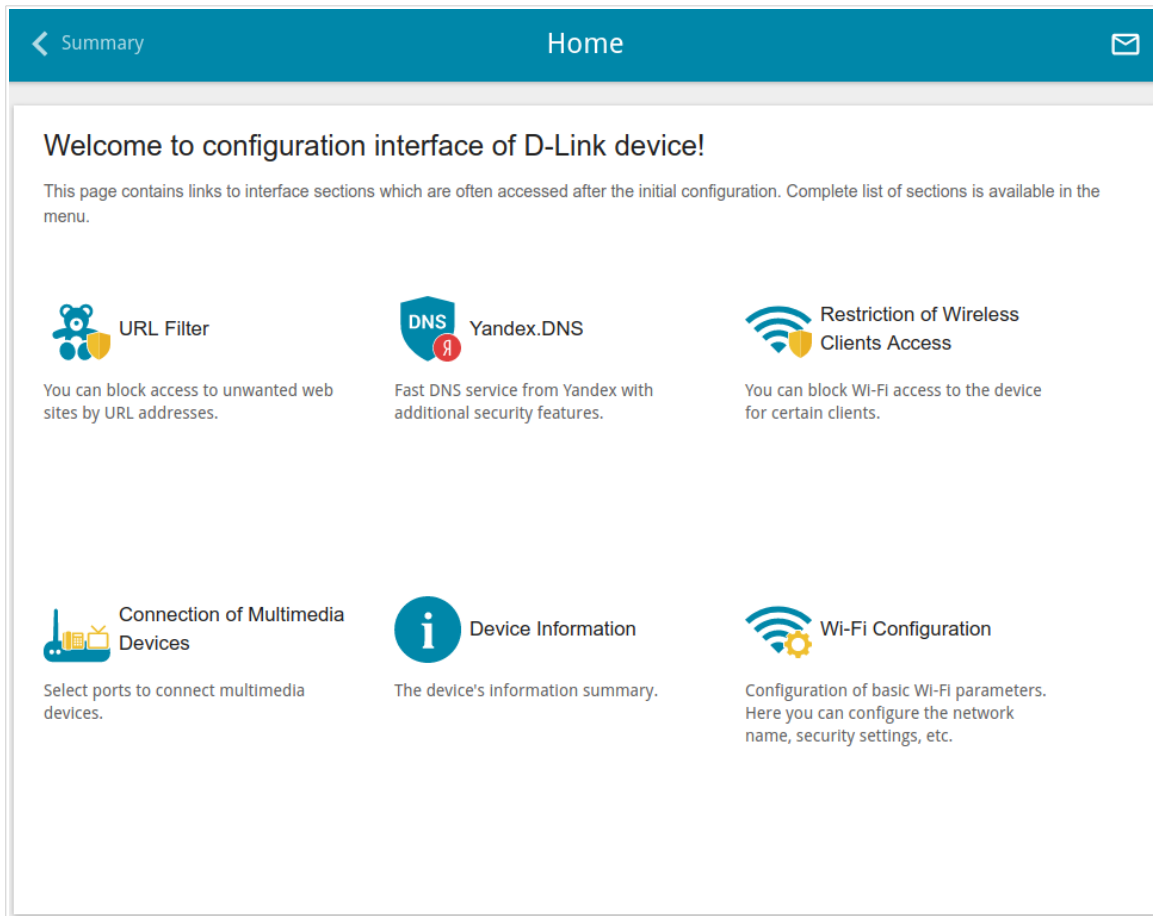 Summary
Home
Welcome to configuration interface of D-Link device!
This page contains links to interface sections which are often accessed after the initial configuration. Complete list of sections is available in the
menu.
URL Filter
You can block access to unwanted web
sites by URL addresses.
DNS
Я
Yandex.DNS
Fast DNS service from Yandex with
additional security features.
Restriction of Wireless
Clients Access
You can block Wi-Fi access to the device
for certain clients.
Connection of Multimedia
Devices
Select ports to connect multimedia
devices.
i
Device Information
The device's information summary.
Wi-Fi Configuration
Configuration of basic Wi-Fi parameters.
Here you can configure the network
name, security settings, etc.